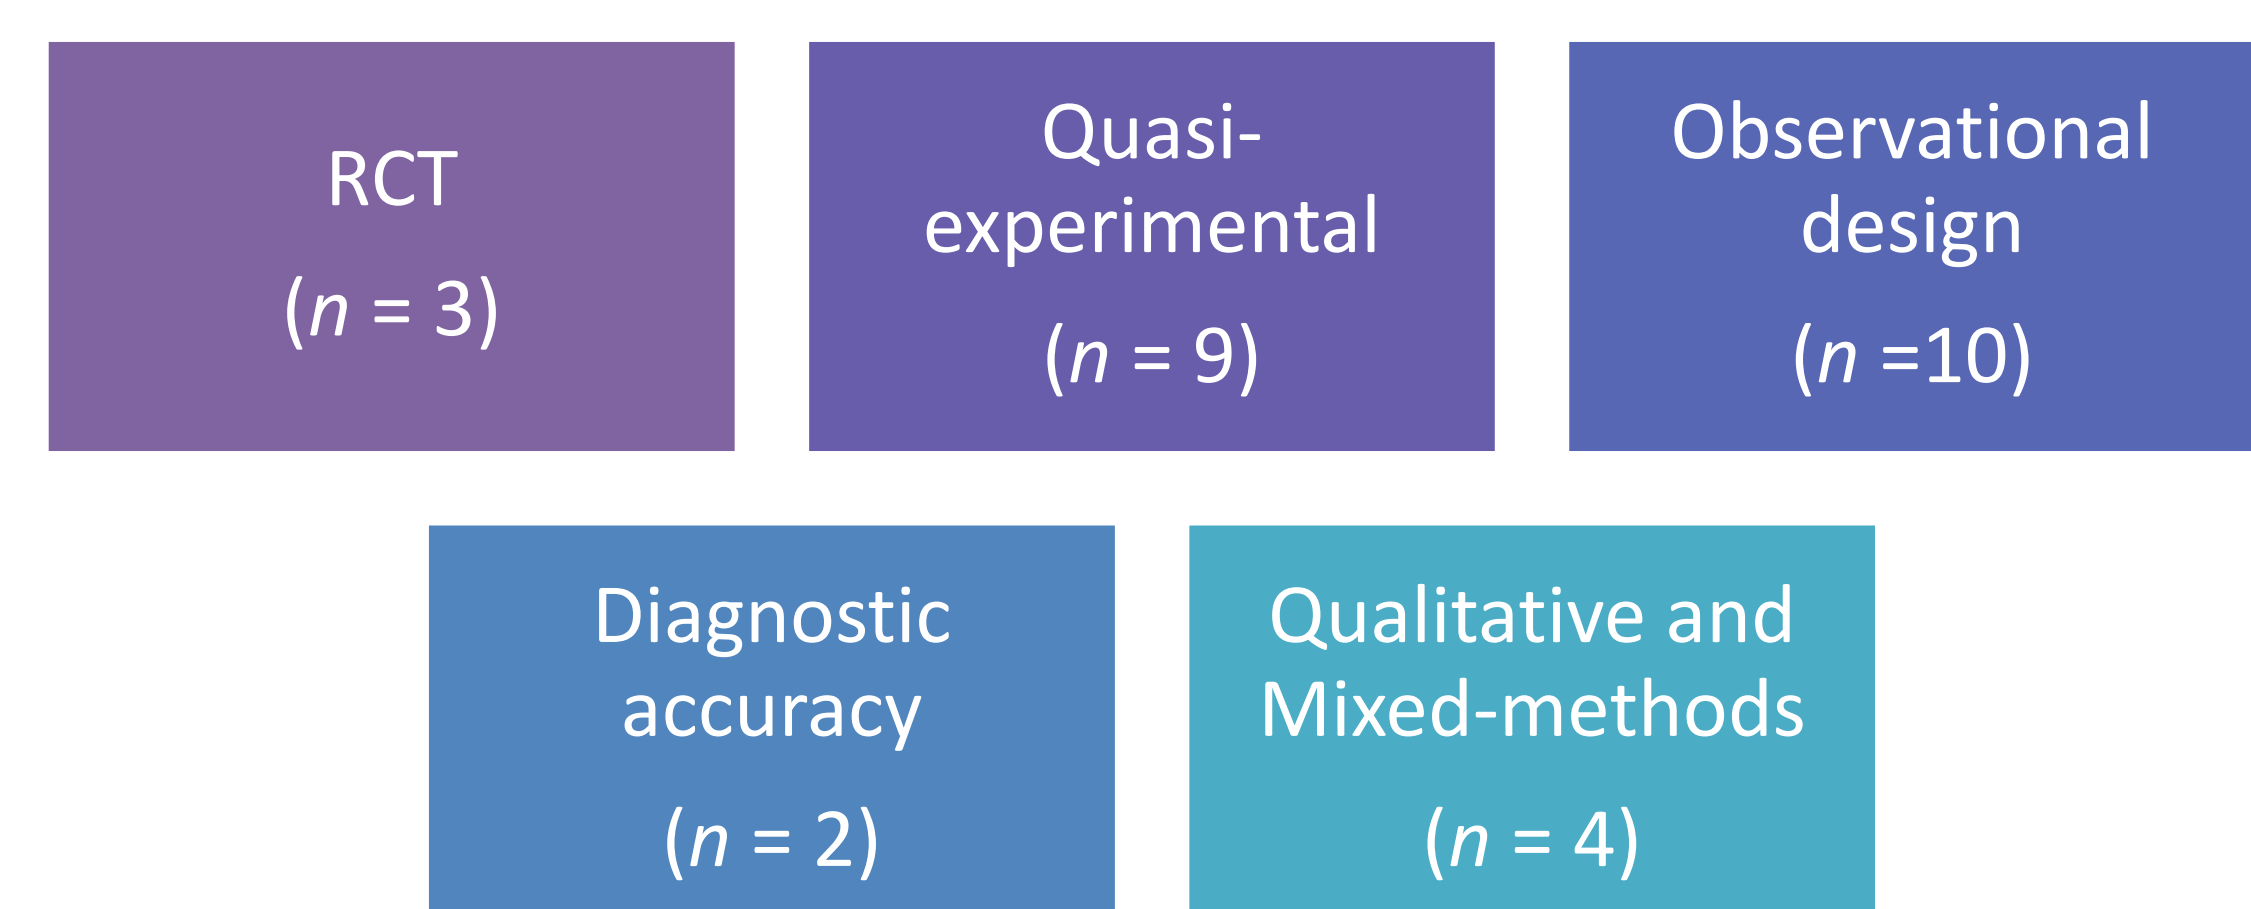 RCT
(n = 3)
Quasi-
experimental
(n = 9)
Observational
design
(n =10)
Diagnostic
accuracy
(n = 2)
Qualitative and
Mixed-methods
(n = 4)